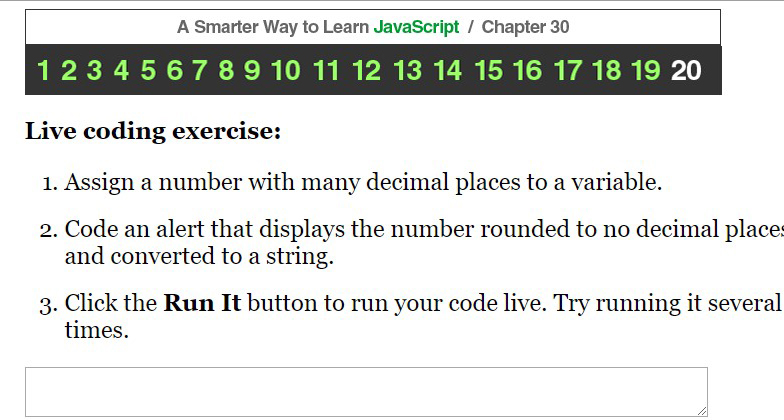 A Smarter Way to Learn JavaScript / Chapter 30
1 2 3 4 5 6 7 8 9 10 11 12 13 14 15 16 17 18 19 20
Live coding exercise:
1. Assign a number with many decimal places to a variable.
2. Code an alert that displays the number rounded to no decimal places
and converted to a string.
3. Click the Run It button to run your code live. Try running it several
times.